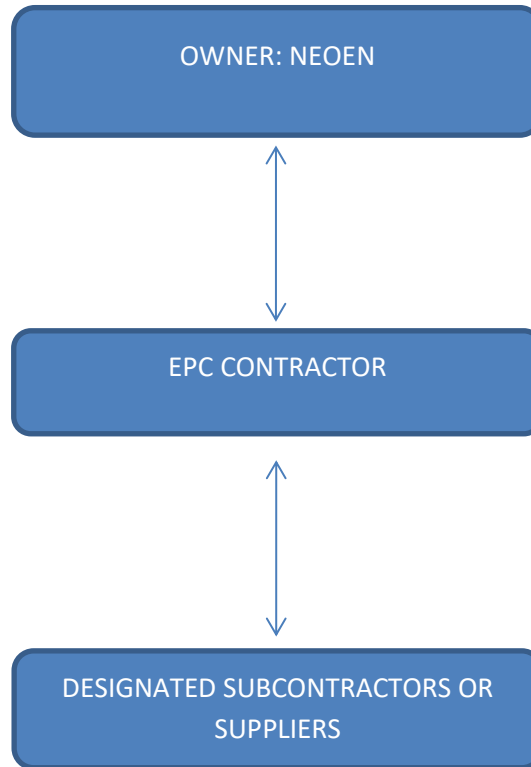 OWNER: NEOEN
EPC CONTRACTOR
DESIGNATED SUBCONTRACTORS OR
SUPPLIERS